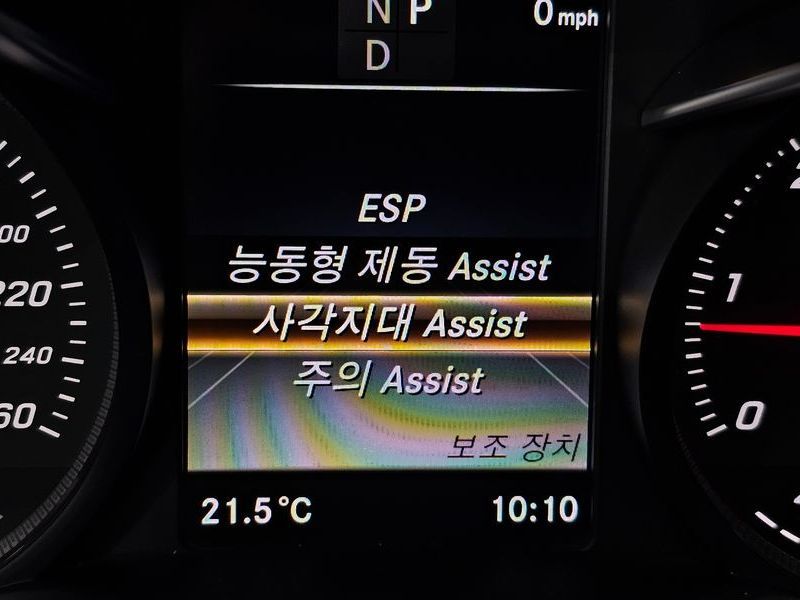 N P
0 mph
D
ESP
능동형 제동 Assist
사각지대 Assist
주의 Assist
보조 장치
21.5°C
10:10
220
240
1
0